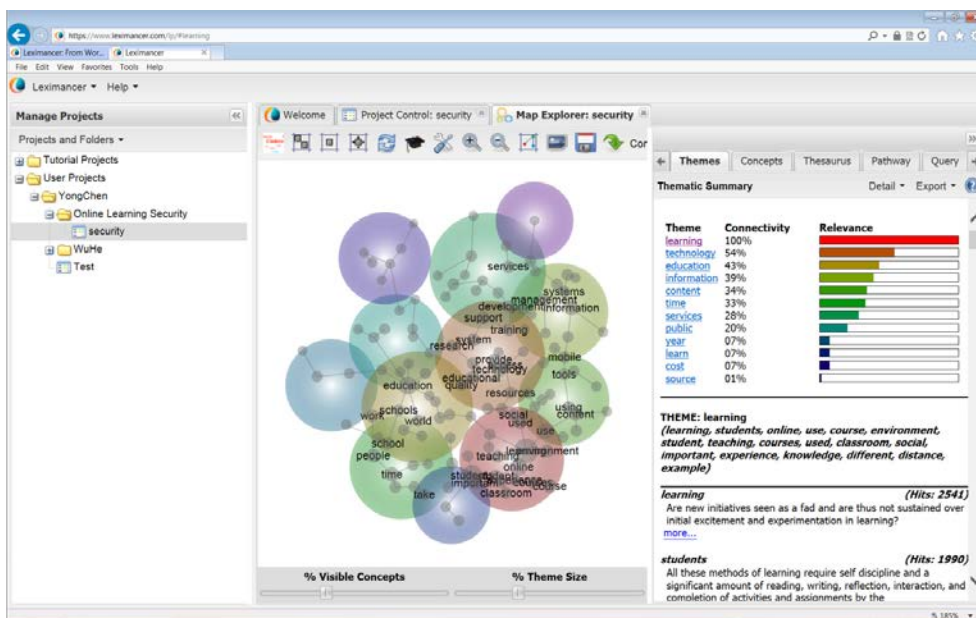 https://www.leximancer.com/lp/#learning
Leximancer: From Wor...
Leximancer
File Edit View Favorites Tools Help
Leximancer Help
Manage Projects
Projects and Folders
Tutorial Projects
User Projects
YongChen
Online Learning Security
security
WuHe
Test
Welcome
Project Control: security
Map Explorer: security
Cor
services
systems
management
development
information
support
training
system
research
provide
technology
mobile
education
educational
quality
tools
resources
schools
work
world
social
used
using
content
use
school
people
teaching
online
time
important
take
classroom
course
% Visible Concepts
% Theme Size
Themes Concepts Thesaurus Pathway Query
Thematic Summary Detail Export
Theme Connectivity Relevance
learning 100%
technology 54%
education 43%
information 39%
content 34%
time 33%
services 28%
public 20%
year 07%
learn 07%
cost 07%
source 01%
THEME: learning
(learning, students, online, use, course, environment,
student, teaching, courses, used, classroom, social,
important, experience, knowledge, different, distance,
example)
learning (Hits: 2541)
Are new initiatives seen as a fad and are thus not sustained over
initial excitement and experimentation in learning?
more...
students (Hits: 1990)
All these methods of learning require self discipline and a
significant amount of reading, writing, reflection, interaction, and
completion of activities and assignments by the
185%